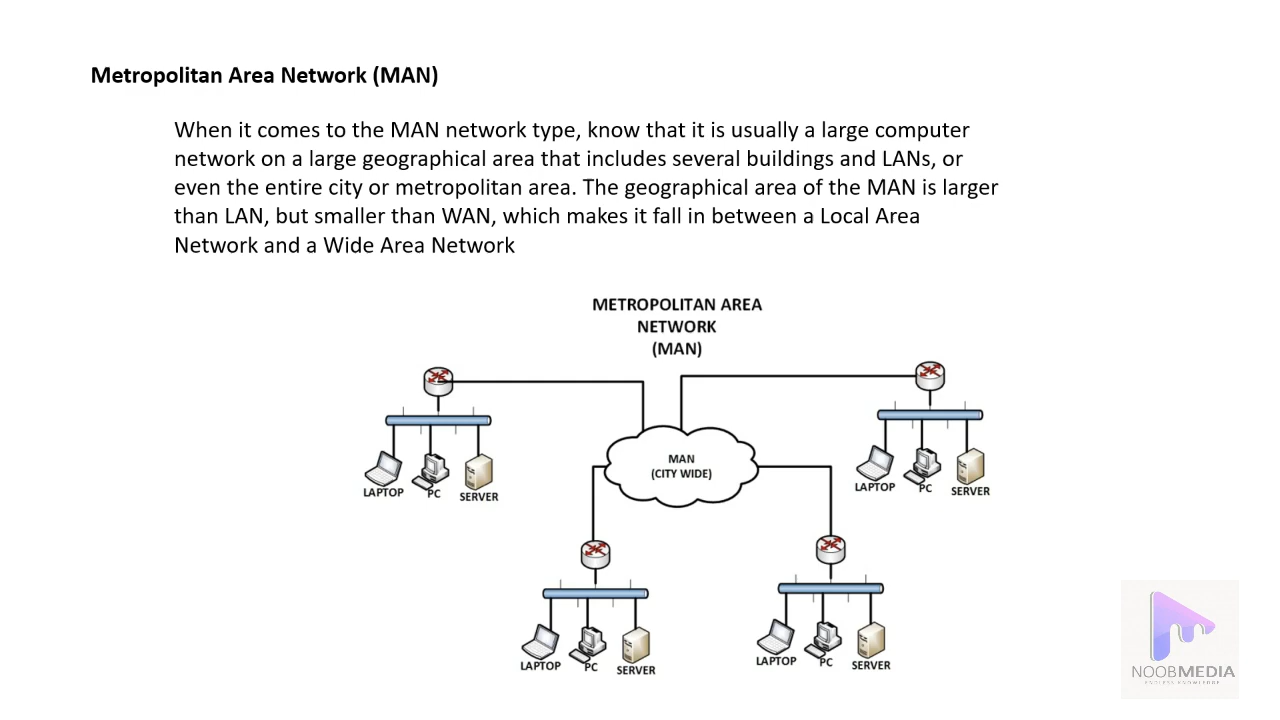 Metropolitan Area Network (MAN)
When it comes to the MAN network type, know that it is usually a large computer
network on a large geographical area that includes several buildings and LANs, or
even the entire city or metropolitan area. The geographical area of the MAN is larger
than LAN, but smaller than WAN, which makes it fall in between a Local Area
Network and a Wide Area Network
METROPOLITAN AREA
NETWORK
(MAN)
MAN
(CITY WIDE)
LAPTOP
PC
SERVER
LAPTOP
PC
SERVER
LAPTOP
PC
SERVER
LAPTOP
PC
SERVER
NOOBMEDIA
ENDLESS KNOWLEDGE